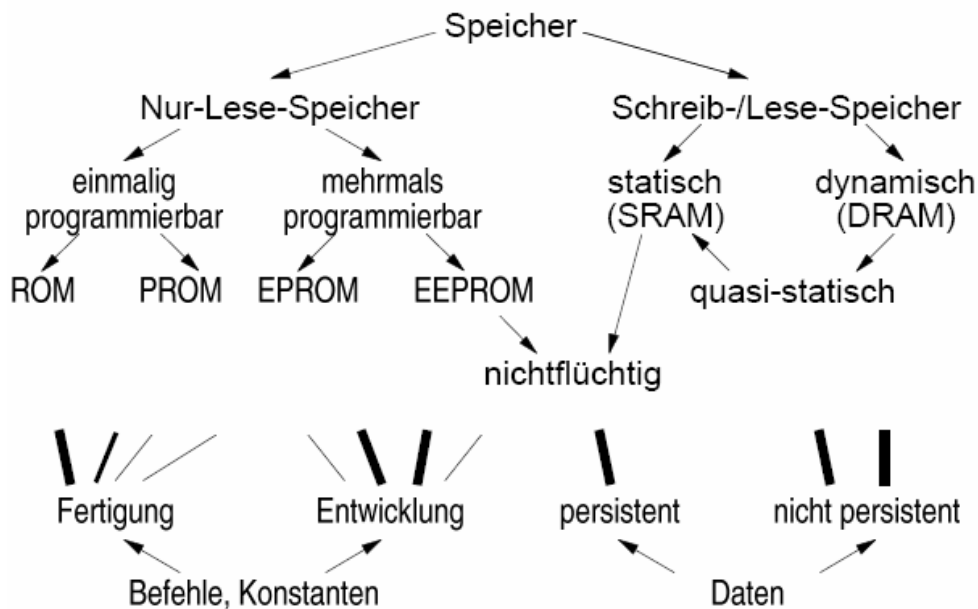 Speicher
Nur-Lese-Speicher Schreib-/Lese-Speicher
einmalig mehrmals statisch dynamisch
programmierbar programmierbar (SRAM) (DRAM)
ROM PROM EPROM EEPROM quasi-statisch
nichtflüchtig
Fertigung Entwicklung persistent nicht persistent
Befehle, Konstanten Daten